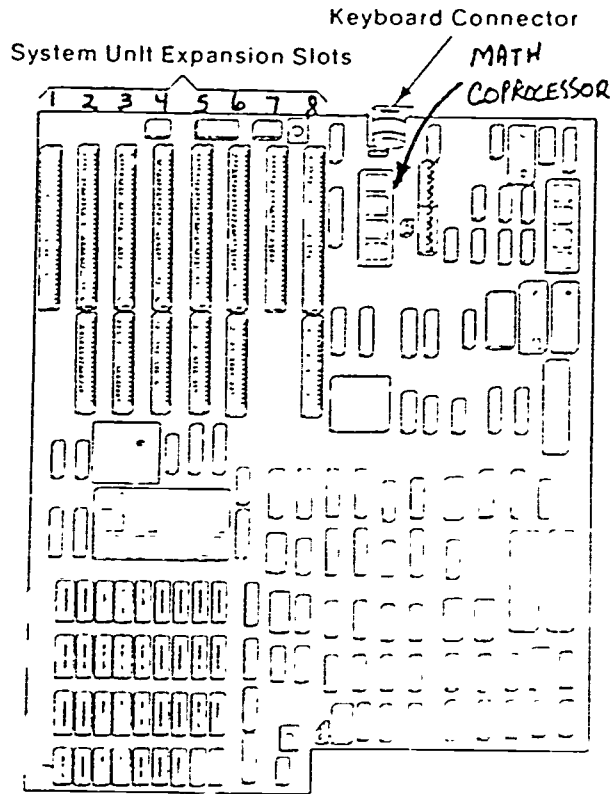 Keyboard Connector
System Unit Expansion Slots
MATH
COPROCESSOR
1 2 3 4 5 6 7 8